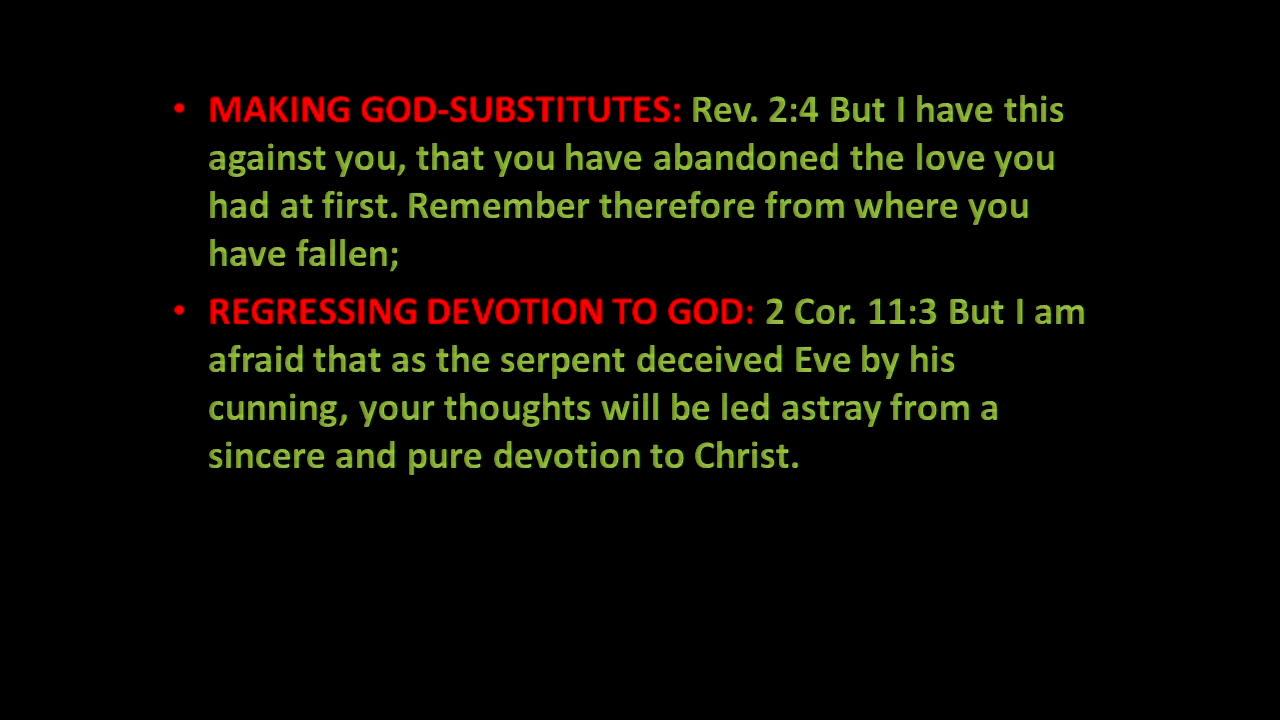 • MAKING GOD-SUBSTITUTES: Rev. 2:4 But I have this
against you, that you have abandoned the love you
had at first. Remember therefore from where you
have fallen;
• REGRESSING DEVOTION TO GOD: 2 Cor. 11:3 But I am
afraid that as the serpent deceived Eve by his
cunning, your thoughts will be led astray from a
sincere and pure devotion to Christ.